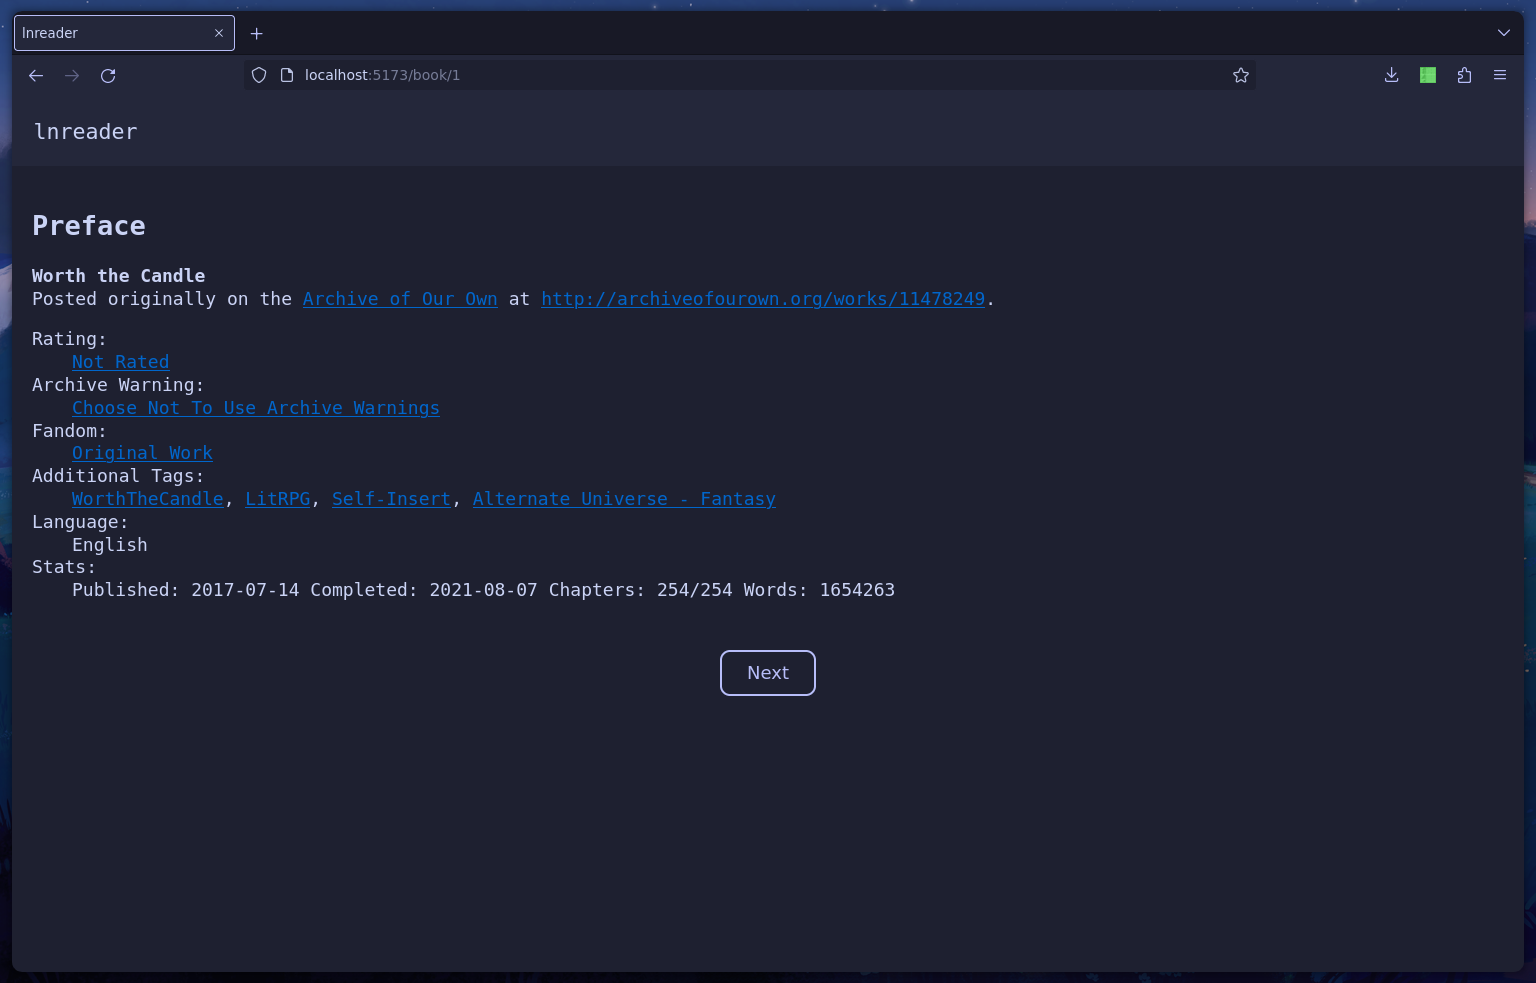 lnreader
localhost:5173/book/1
lnreader
Preface
Worth the Candle
Posted originally on the Archive of Our Own at http://archiveofourown.org/works/11478249.
Rating:
Not Rated
Archive Warning:
Choose Not To Use Archive Warnings
Fandom:
Original Work
Additional Tags:
WorthTheCandle, LitRPG, Self-Insert, Alternate Universe - Fantasy
Language:
English
Stats:
Published: 2017-07-14 Completed: 2021-08-07 Chapters: 254/254 Words: 1654263
Next